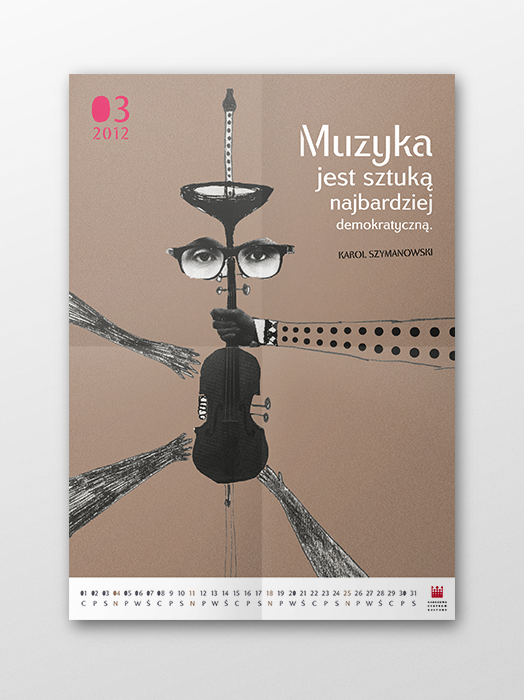 03
2012
Muzyka
jest sztuką
najbardziej
demokratyczną.
KAROL SZYMANOWSKI
01 02 03 04 05 06 07 08 09 10 11 12 13 14 15 16 17 18 19 20 21 22 23 24 25 26 27 28 29 30 31
C P S N P W Ś C P S N P W Ś C P S N P W Ś C P S N P W Ś C P S
CENTRUM
KULTURY